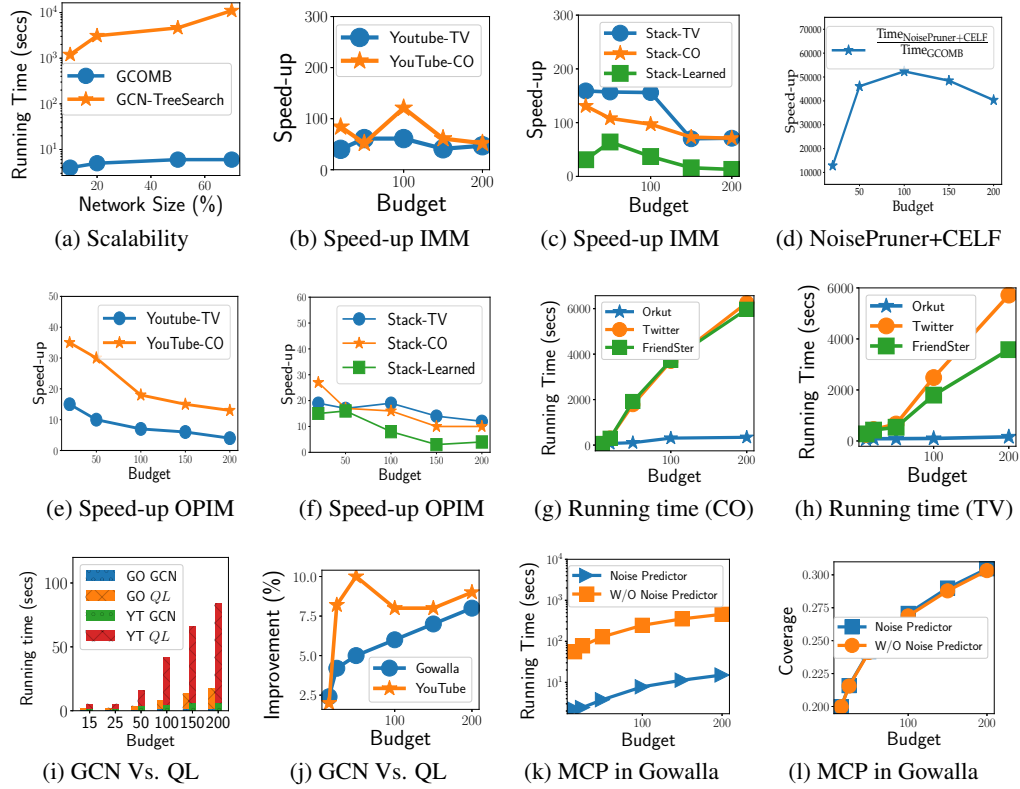 10^4
10^3
10^2
10^1
Running Time (secs)
GCOMB
GCN-TreeSearch
20 40 60
Network Size (%)
(a) Scalability
300
200
100
0
Speed-up
Youtube-TV
YouTube-CO
0 100 200
Budget
(b) Speed-up IMM
300
200
100
0
Speed-up
Stack-TV
Stack-CO
Stack-Learned
50 100 150 200
Budget
(c) Speed-up IMM
70000
60000
50000
40000
30000
20000
10000
Speed-up
Time_NoisePruner+CELF
Time_GCOMB
50 100 150 200
Budget
(d) NoisePruner+CELF
50
40
30
20
10
0
Speed-up
Youtube-TV
YouTube-CO
50 100 150 200
Budget
(e) Speed-up OPIM
60
50
40
30
20
10
0
Speed-up
Stack-TV
Stack-CO
Stack-Learned
0 50 100 150 200
Budget
(f) Speed-up OPIM
6000
4000
2000
0
Running Time (secs)
Orkut
Twitter
FriendSter
0 100 200
Budget
(g) Running time (CO)
6000
4000
2000
0
Running Time (secs)
Orkut
Twitter
FriendSter
0 100 200
Budget
(h) Running time (TV)
100
50
0
Running time (secs)
GO GCN
GO QL
YT GCN
YT QL
15 25 50 100 150 200
Budget
(i) GCN Vs. QL
10.0
7.5
5.0
2.5
Improvement (%)
Gowalla
YouTube
100 200
Budget
(j) GCN Vs. QL
10^4
10^3
10^2
10^1
Running Time (secs)
Noise Predictor
W/O Noise Predictor
100 200
Budget
(k) MCP in Gowalla
0.300
0.275
0.250
0.225
0.200
Coverage
Noise Predictor
W/O Noise Predictor
100 200
Budget
(l) MCP in Gowalla